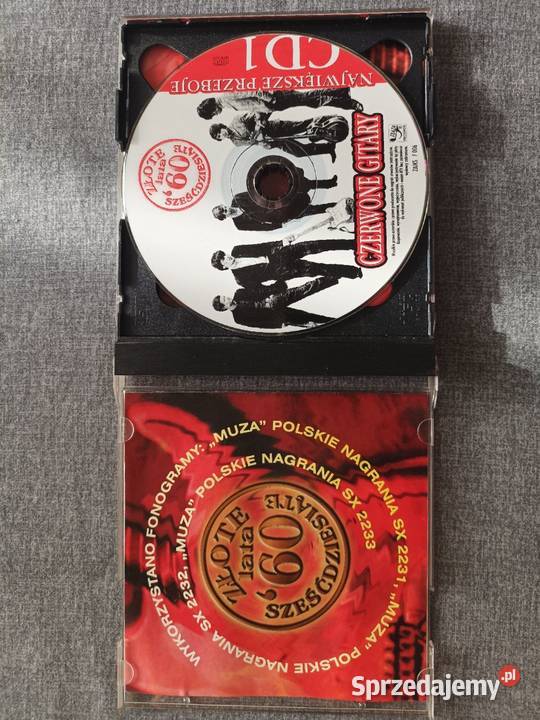 NAJWIĘKSZE PRZEBOJE
CD1
ZŁOTE
lata
'60
SZEŚĆDZIESIĄTE
CZERWONE GITARY
WYKORZYSTANO FONOGRAMY: „MUZA” POLSKIE NAGRANIA SX 2231, „MUZA” POLSKIE
NAGRANIA SX 2232, „MUZA” POLSKIE NAGRANIA SX 2233
ZŁOTE
lata
'60
SZEŚĆDZIESIĄTE
Sprzedajemy.pl